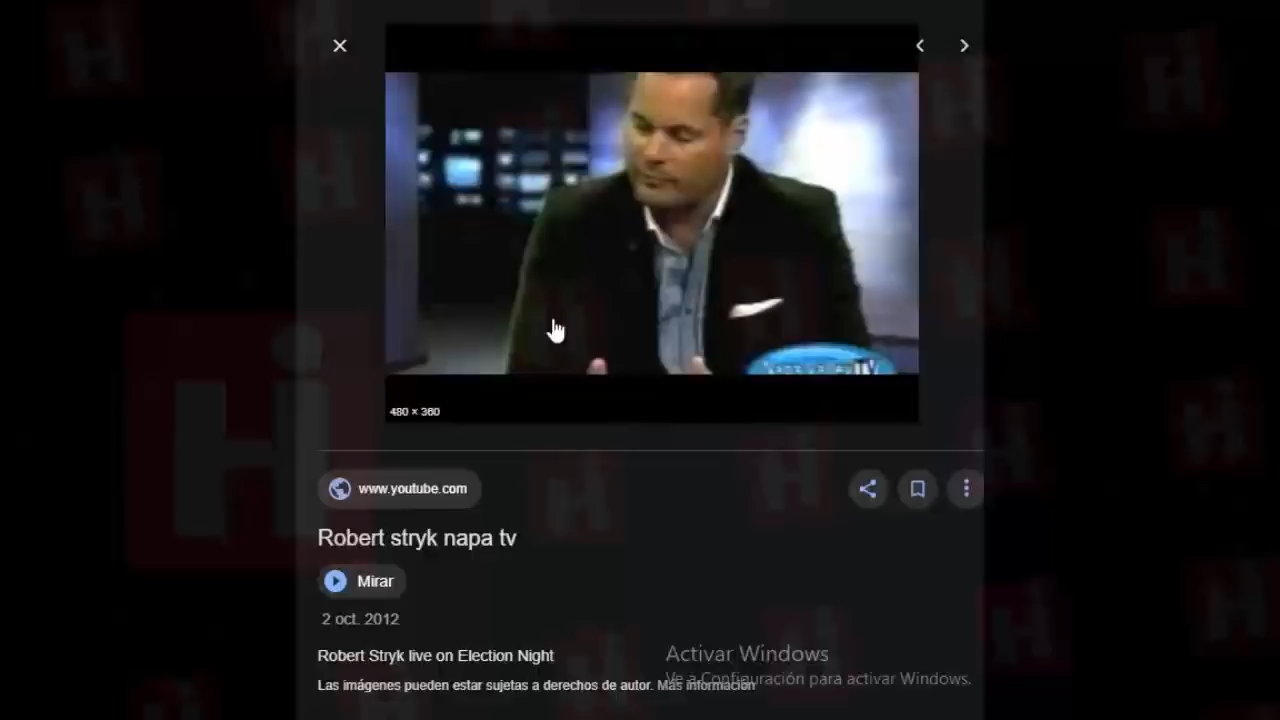 480 × 360
www.youtube.com
Robert stryk napa tv
Mirar
2 oct. 2012
Robert Stryk live on Election Night
Activar Windows
Ve a Configuración para activar Windows.
Las imágenes pueden estar sujetas a derechos de autor. Más información